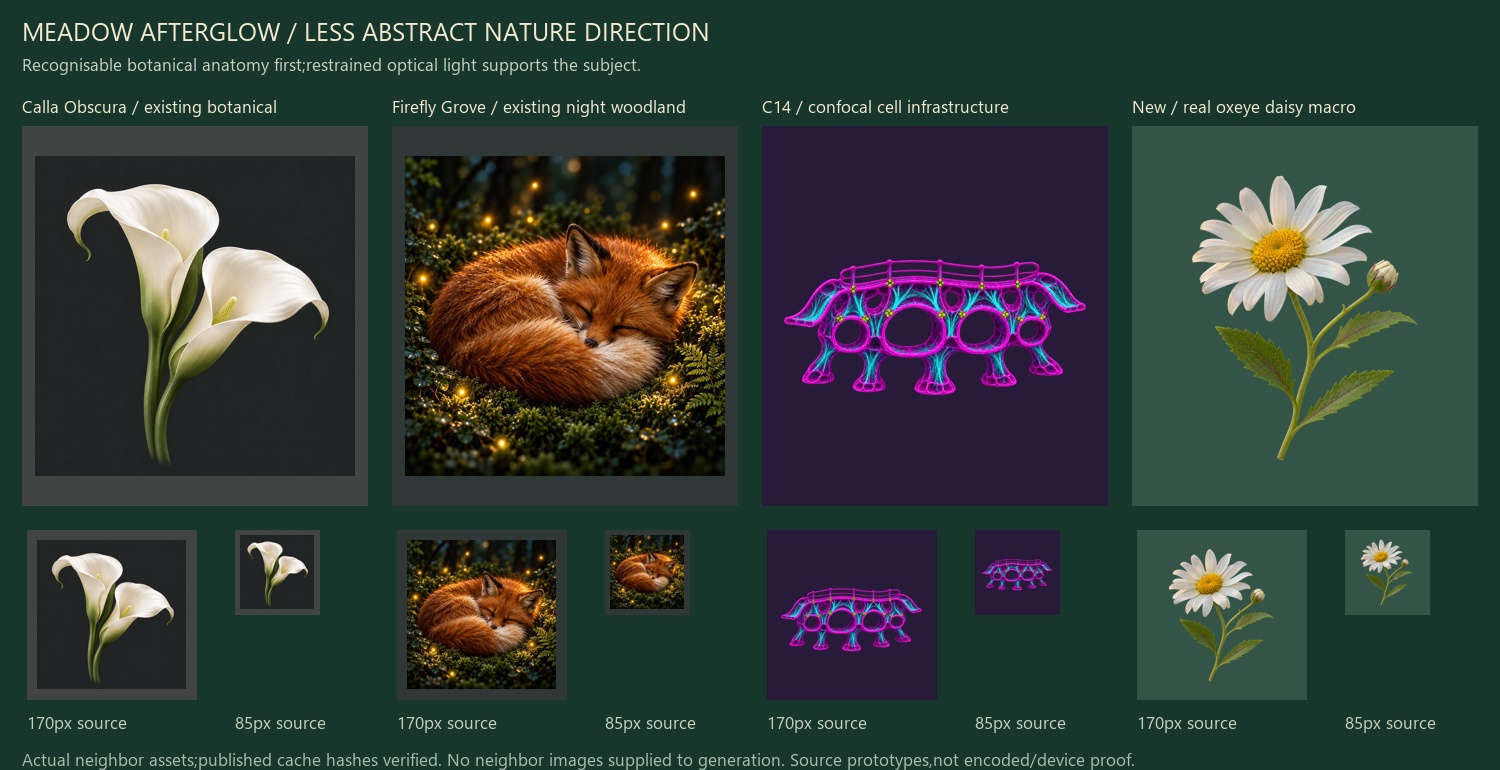 MEADOW AFTERGLOW / LESS ABSTRACT NATURE DIRECTION
Recognisable botanical anatomy first;restrained optical light supports the subject.
Calla Obscura / existing botanical
Firefly Grove / existing night woodland
C14 / confocal cell infrastructure
New / real oxeye daisy macro
170px source
85px source
170px source
85px source
170px source
85px source
170px source
85px source
Actual neighbor assets;published cache hashes verified. No neighbor images supplied to generation. Source prototypes,not encoded/device proof.